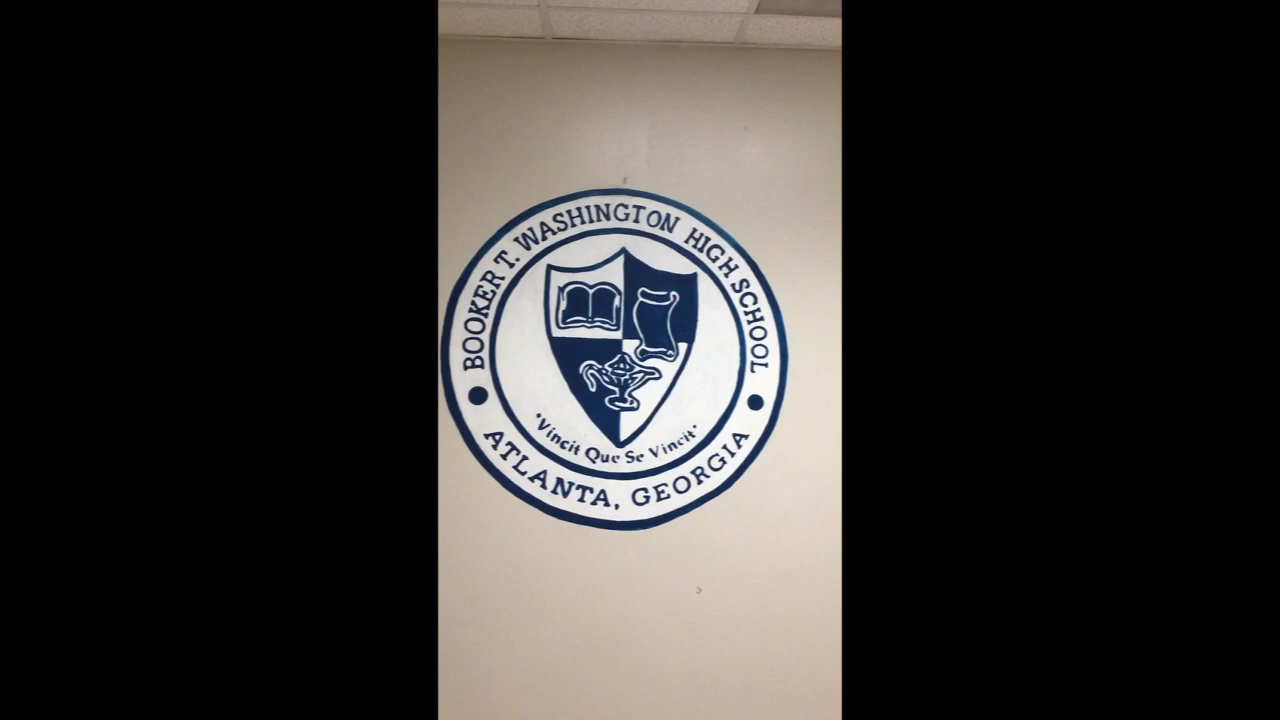 BOOKER T. WASHINGTON HIGH SCHOOL
"Vincit Que Se Vincit"
ATLANTA, GEORGIA